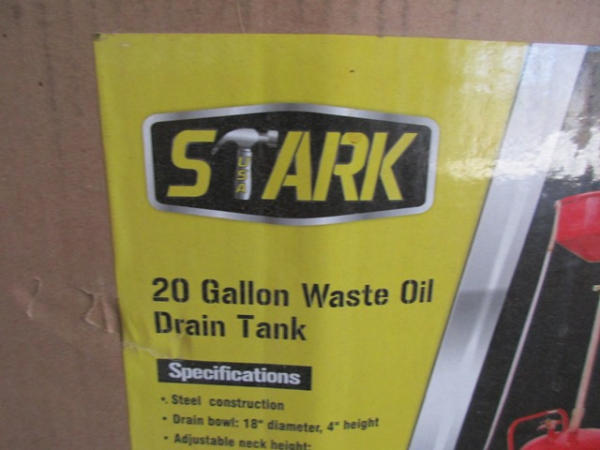 STARK
USA
20 Gallon Waste Oil
Drain Tank
Specifications
• Steel construction
• Drain bowl: 18" diameter, 4" height
• Adjustable neck height: